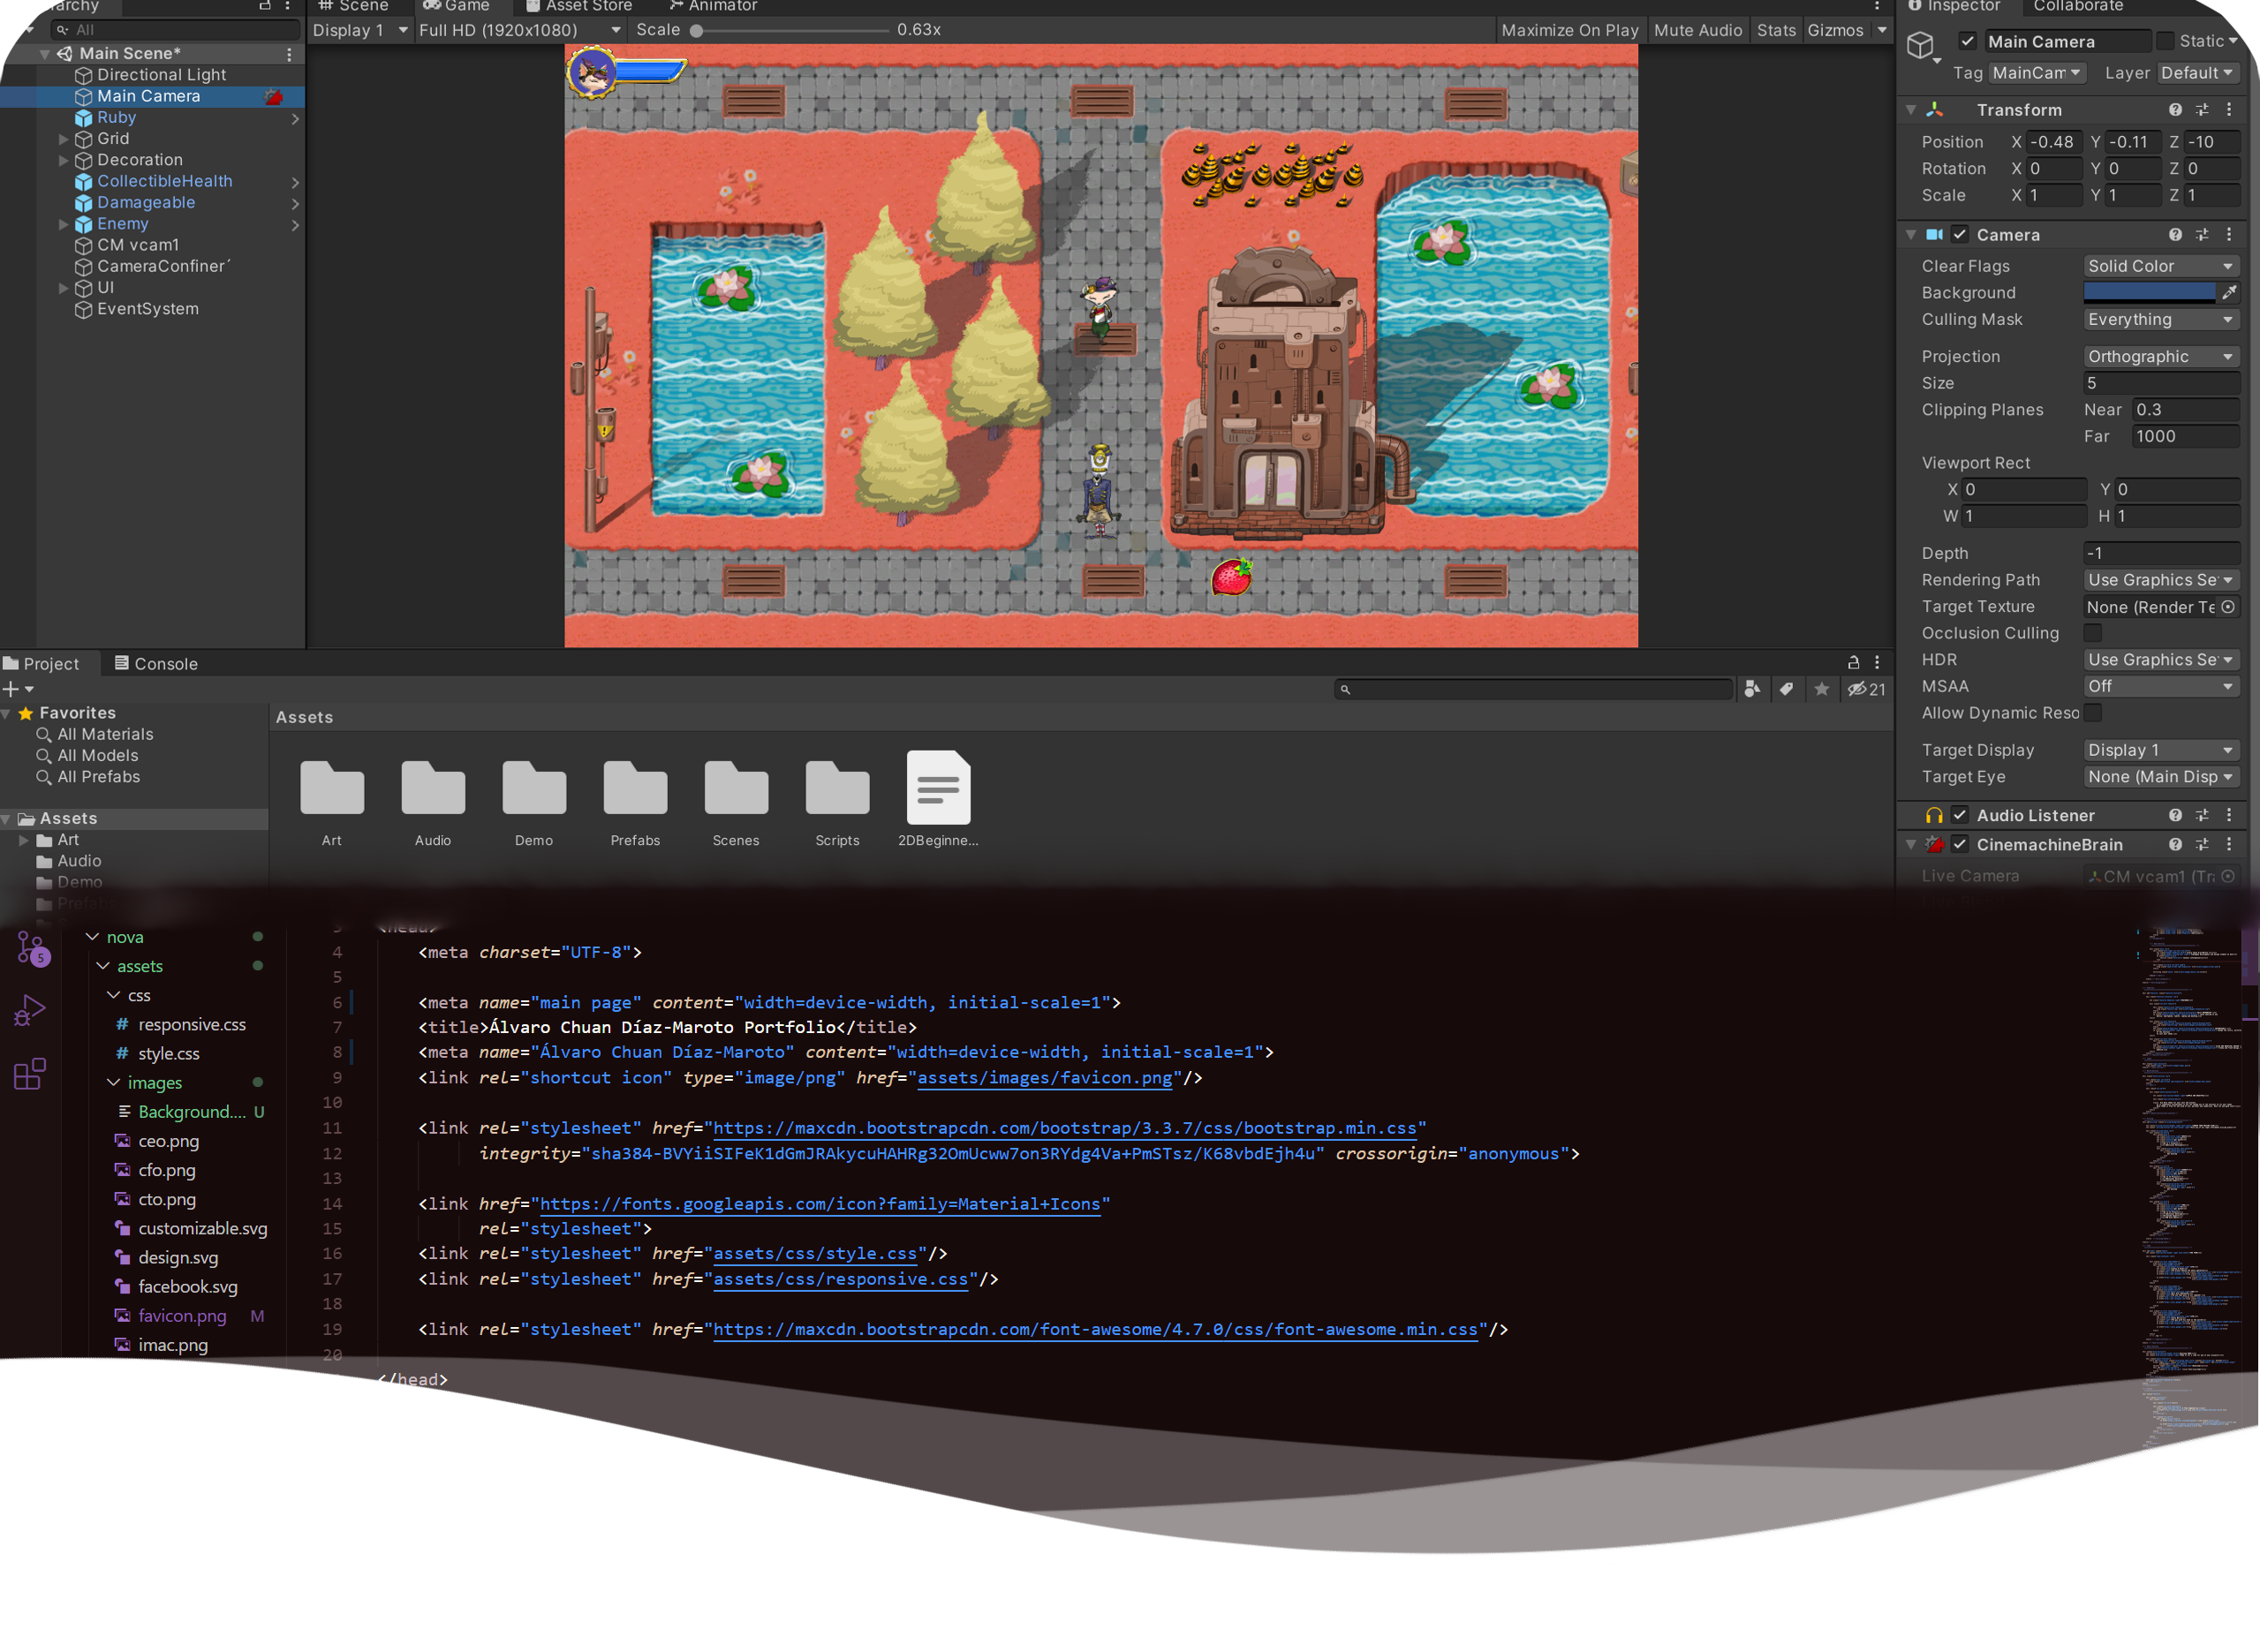 Scene
Game
Asset Store
Animator
Inspector
Collaborate
All
Display 1
Full HD (1920x1080)
Scale
0.63x
Maximize On Play
Mute Audio
Stats
Gizmos
Main Scene*
Directional Light
Main Camera
Ruby
Grid
Decoration
CollectibleHealth
Damageable
Enemy
CM vcam1
CameraConfiner´
UI
EventSystem
Main Camera
Static
Tag MainCam Layer Default
Transform
Position X -0.48 Y -0.11 Z -10
Rotation X 0 Y 0 Z 0
Scale X 1 Y 1 Z 1
Camera
Clear Flags Solid Color
Background
Culling Mask Everything
Projection Orthographic
Size 5
Clipping Planes Near 0.3
Far 1000
Viewport Rect
X 0 Y 0
W 1 H 1
Depth -1
Rendering Path Use Graphics Se
Target Texture None (Render Te
Occlusion Culling
HDR Use Graphics Se
MSAA Off
Allow Dynamic Reso
Target Display Display 1
Target Eye None (Main Disp
Audio Listener
CinemachineBrain
Live Camera CM vcam1 (Tr
Project
Console
21
Favorites
All Materials
All Models
All Prefabs
Assets
Art
Audio
Demo
Assets
Art
Audio
Demo
Prefabs
Scenes
Scripts
2DBeginne...
5
nova
assets
css
# responsive.css
# style.css
images
Background.... U
ceo.png
cfo.png
cto.png
customizable.svg
design.svg
facebook.svg
favicon.png M
imac.png
3 <head>
4 <meta charset="UTF-8">
5
6 <meta name="main page" content="width=device-width, initial-scale=1">
7 <title>Álvaro Chuan Díaz-Maroto Portfolio</title>
8 <meta name="Álvaro Chuan Díaz-Maroto" content="width=device-width, initial-scale=1">
9 <link rel="shortcut icon" type="image/png" href="assets/images/favicon.png"/>
10
11 <link rel="stylesheet" href="https://maxcdn.bootstrapcdn.com/bootstrap/3.3.7/css/bootstrap.min.css"
12 integrity="sha384-BVYiiSIFeK1dGmJRAkycuHAHRg32OmUcww7on3RYdg4Va+PmSTsz/K68vbdEjh4u" crossorigin="anonymous">
13
14 <link href="https://fonts.googleapis.com/icon?family=Material+Icons"
15 rel="stylesheet">
16 <link rel="stylesheet" href="assets/css/style.css"/>
17 <link rel="stylesheet" href="assets/css/responsive.css"/>
18
19 <link rel="stylesheet" href="https://maxcdn.bootstrapcdn.com/font-awesome/4.7.0/css/font-awesome.min.css"/>
20
</head>